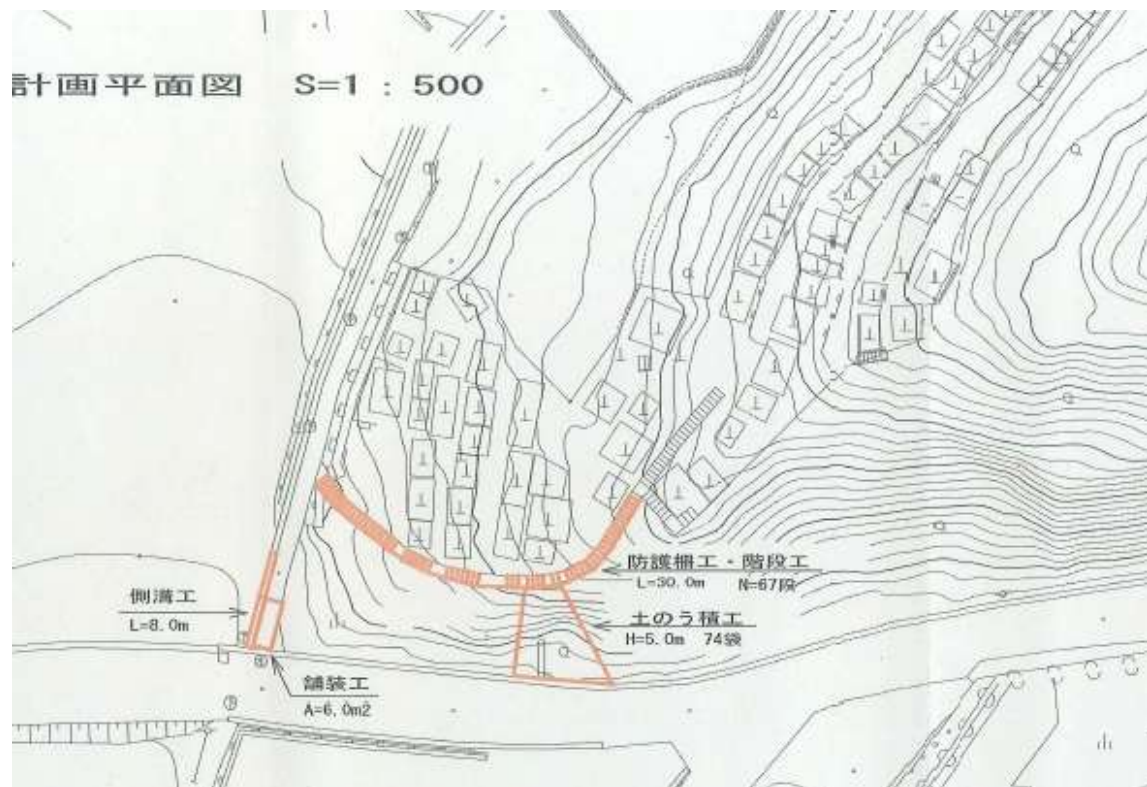 計画平面図 S=1 : 500
防護柵工・階段工
L=30.0m N=67段
側溝工
L=8.0m
土のう積工
H=5.0m 74袋
舗装工
A=6.0m2